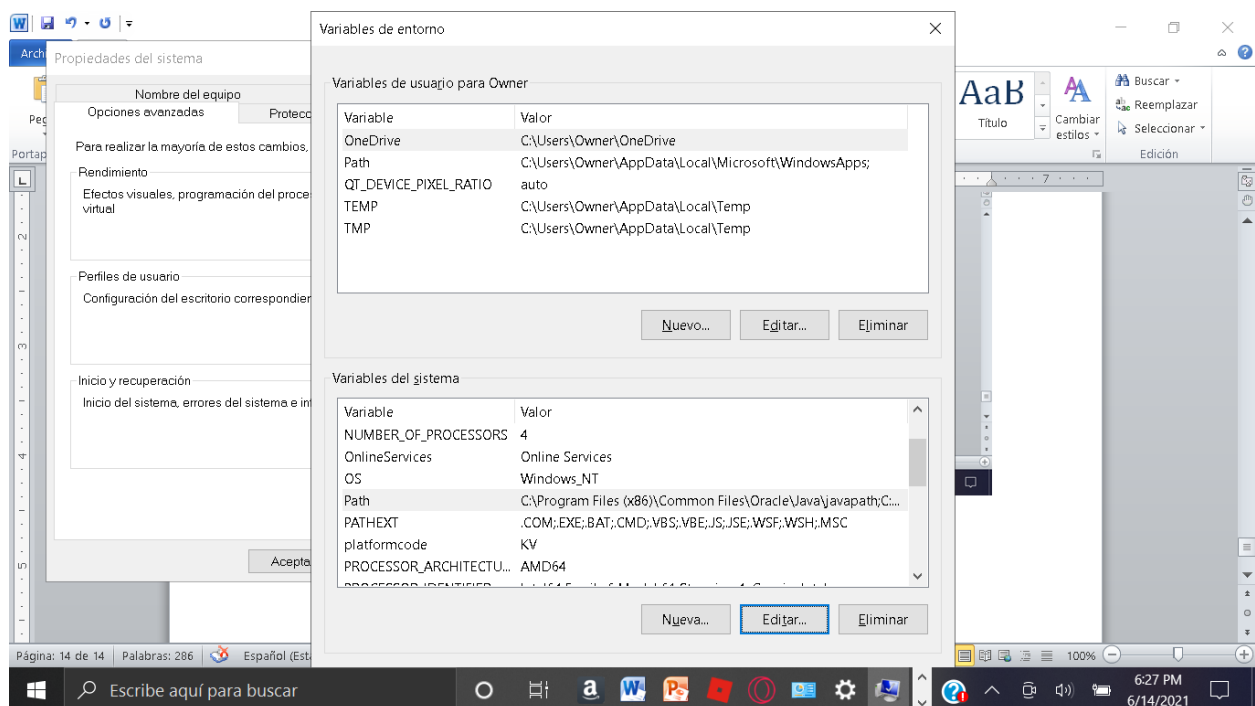 Variables de entorno
Arch
Propiedades del sistema
Nombre del equipo
Opciones avanzadas
Protecc
Para realizar la mayoría de estos cambios,
Rendimiento
Efectos visuales, programación del proce
virtual
Perfiles de usuario
Configuración del escritorio correspondier
Inicio y recuperación
Inicio del sistema, errores del sistema e in
Acepta
Peg
Portap
Variables de usuario para Owner
Variable Valor
OneDrive C:\Users\Owner\OneDrive
Path C:\Users\Owner\AppData\Local\Microsoft\WindowsApps;
QT_DEVICE_PIXEL_RATIO auto
TEMP C:\Users\Owner\AppData\Local\Temp
TMP C:\Users\Owner\AppData\Local\Temp
Nuevo... Editar... Eliminar
Variables del sistema
Variable Valor
NUMBER_OF_PROCESSORS 4
OnlineServices Online Services
OS Windows_NT
Path C:\Program Files (x86)\Common Files\Oracle\Java\javapath;C:...
PATHEXT .COM;.EXE;.BAT;.CMD;.VBS;.VBE;.JS;.JSE;.WSF;.WSH;.MSC
platformcode KV
PROCESSOR_ARCHITECTU... AMD64
Nueva... Editar... Eliminar
AaB
Título
Cambiar
estilos
Buscar
Reemplazar
Seleccionar
Edición
7
2
3
4
5
Página: 14 de 14 Palabras: 286 Español (Est 100%
Escribe aquí para buscar
6:27 PM
6/14/2021